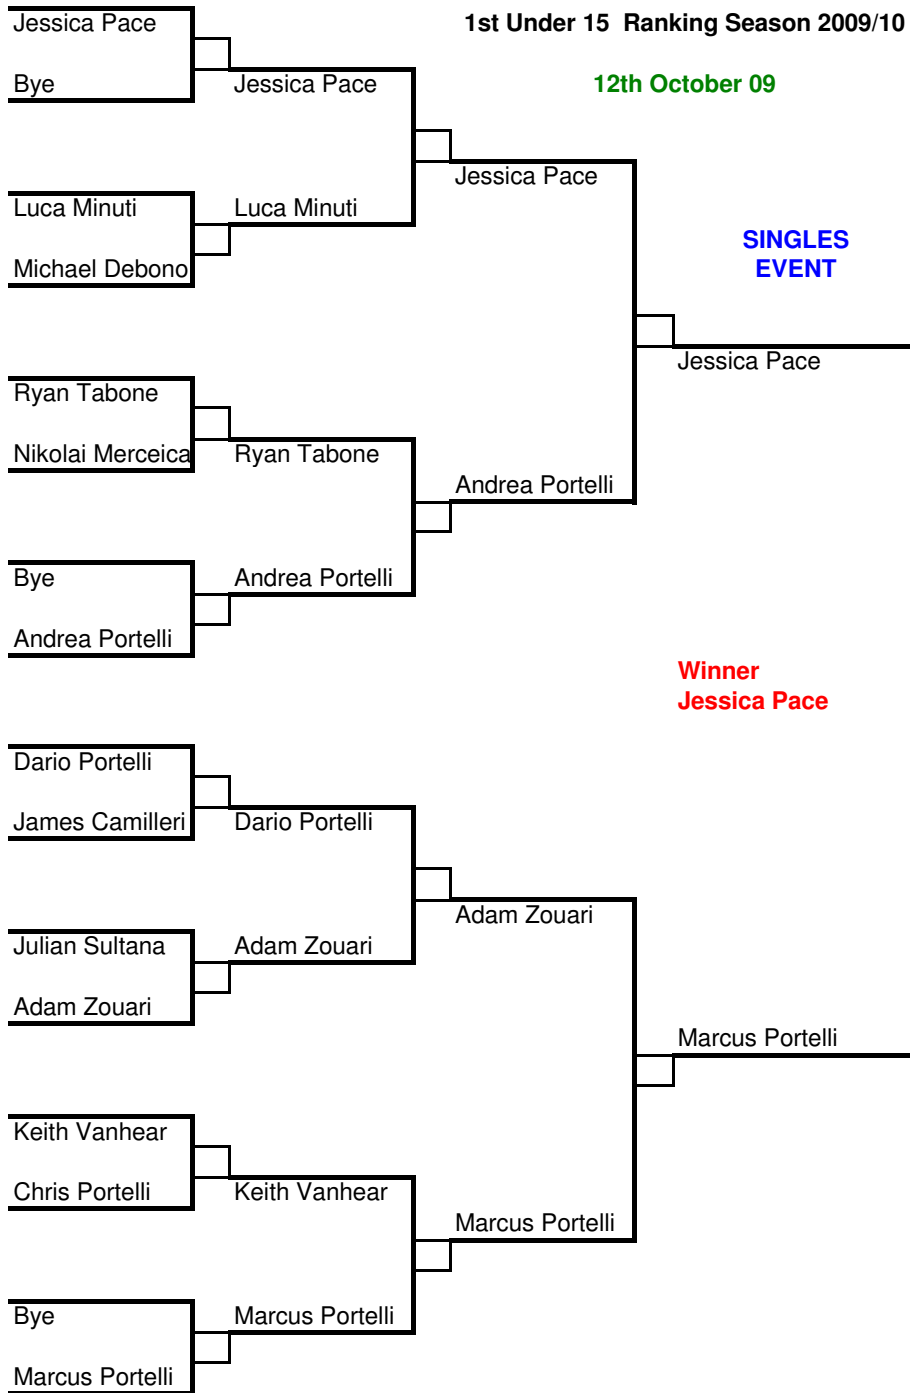 Jessica Pace
1st Under 15 Ranking Season 2009/10
Bye
Jessica Pace
12th October 09
Jessica Pace
Luca Minuti
Luca Minuti
SINGLES
EVENT
Michael Debono
Jessica Pace
Ryan Tabone
Nikolai Merceica
Ryan Tabone
Andrea Portelli
Bye
Andrea Portelli
Andrea Portelli
Winner
Jessica Pace
Dario Portelli
James Camilleri
Dario Portelli
Adam Zouari
Julian Sultana
Adam Zouari
Adam Zouari
Marcus Portelli
Keith Vanhear
Chris Portelli
Keith Vanhear
Marcus Portelli
Bye
Marcus Portelli
Marcus Portelli